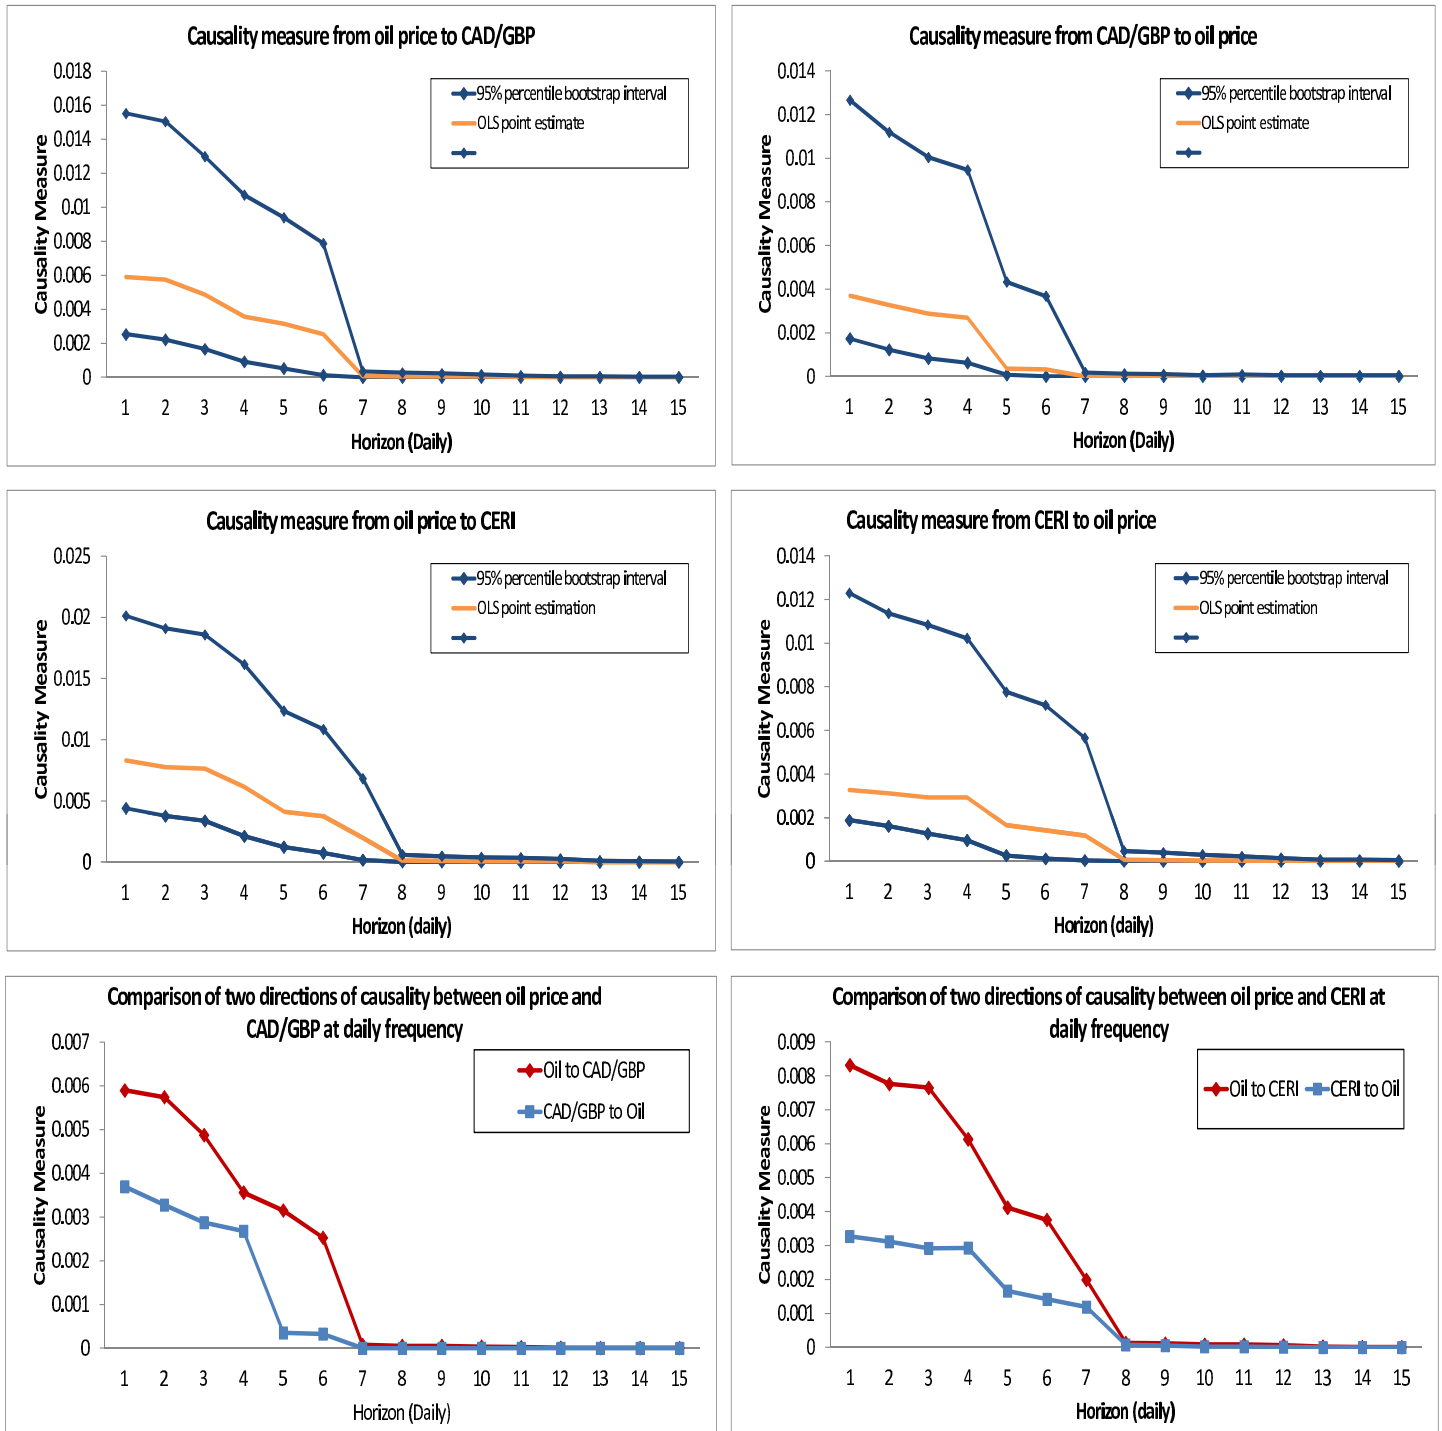 Causality measure from oil price to CAD/GBP
0.018
0.016
0.014
0.012
0.01
0.008
0.006
0.004
0.002
0
Causality Measure
95% percentile bootstrap interval
OLS point estimate
1 2 3 4 5 6 7 8 9 10 11 12 13 14 15
Horizon (Daily)
Causality measure from CAD/GBP to oil price
0.014
0.012
0.01
0.008
0.006
0.004
0.002
0
Causality Measure
95% percentile bootstrap interval
OLS point estimate
1 2 3 4 5 6 7 8 9 10 11 12 13 14 15
Horizon (Daily)
Causality measure from oil price to CERI
0.025
0.02
0.015
0.01
0.005
0
Causality Measure
95% percentile bootstrap interval
OLS point estimation
1 2 3 4 5 6 7 8 9 10 11 12 13 14 15
Horizon (daily)
Causality measure from CERI to oil price
0.014
0.012
0.01
0.008
0.006
0.004
0.002
0
Causality Measure
95% percentile bootstrap interval
OLS point estimation
1 2 3 4 5 6 7 8 9 10 11 12 13 14 15
Horizon (daily)
Comparison of two directions of causality between oil price and
CAD/GBP at daily frequency
0.007
0.006
0.005
0.004
0.003
0.002
0.001
0
Causality Measure
Oil to CAD/GBP
CAD/GBP to Oil
1 2 3 4 5 6 7 8 9 10 11 12 13 14 15
Horizon (Daily)
Comparison of two directions of causality between oil price and CERI at
daily frequency
0.009
0.008
0.007
0.006
0.005
0.004
0.003
0.002
0.001
0
Causality Measure
Oil to CERI CERI to Oil
1 2 3 4 5 6 7 8 9 10 11 12 13 14 15
Horizon (daily)